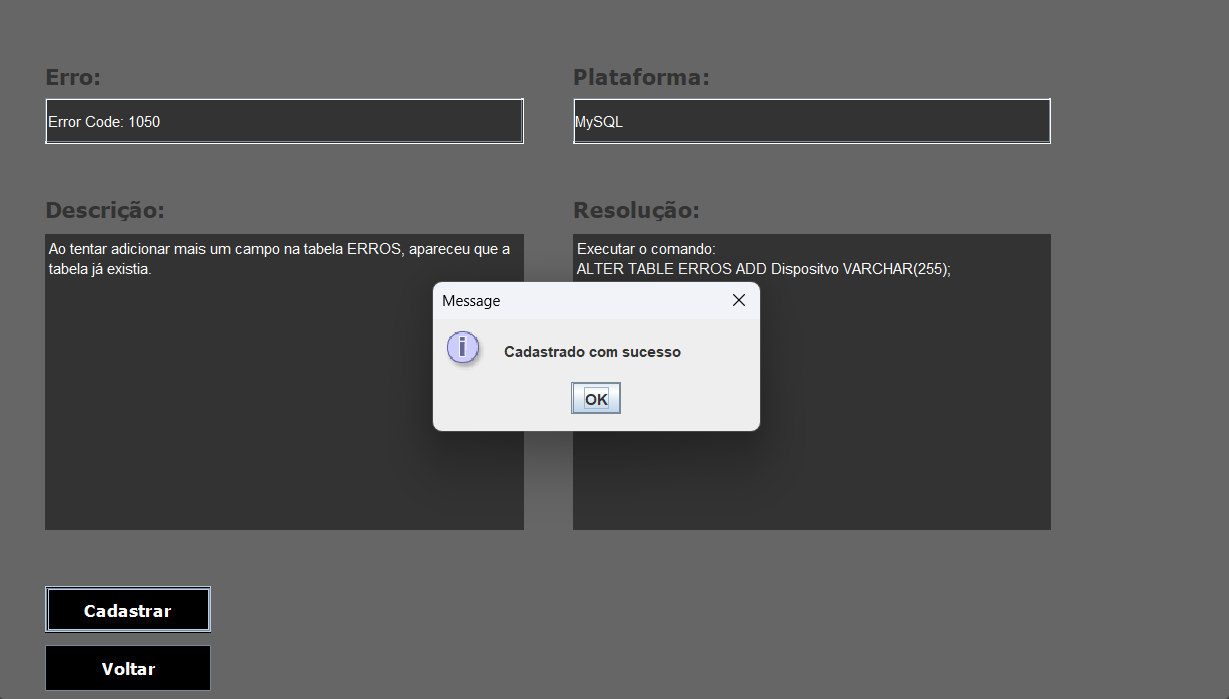 Erro:
Plataforma:
Error Code: 1050
MySQL
Descrição:
Resolução:
Ao tentar adicionar mais um campo na tabela ERROS, apareceu que a
tabela já existia.
Executar o comando:
ALTER TABLE ERROS ADD Dispositvo VARCHAR(255);
Message
i
Cadastrado com sucesso
OK
Cadastrar
Voltar